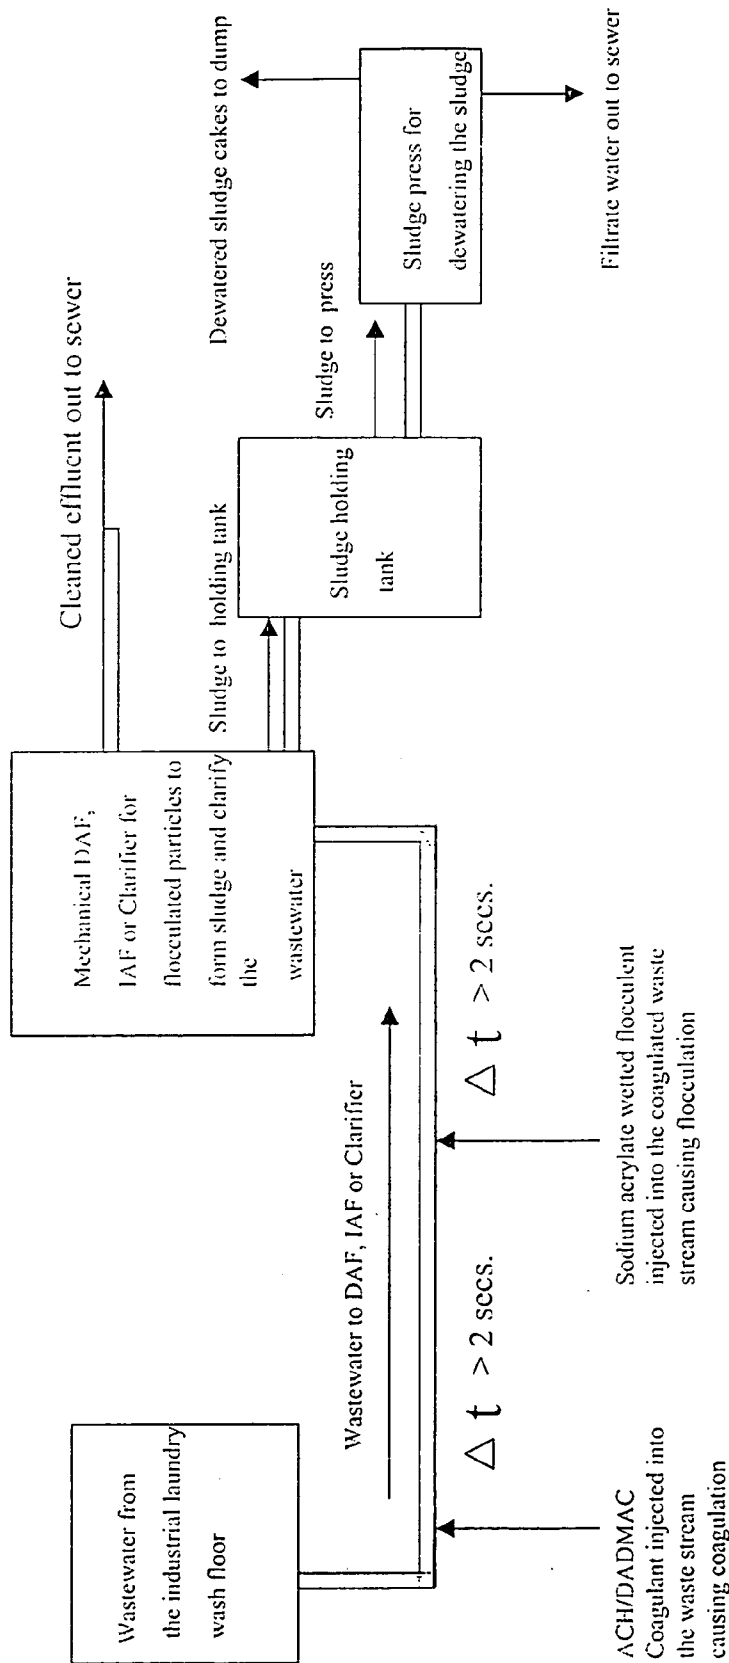 Wastewater from
the industrial laundry
wash floor
ACH/DADMAC
Coagulant injected into
the waste stream
causing coagulation
Δ t > 2 secs.
Wastewater to DAF, IAF or Clarifier
Sodium acrylate wetted flocculent
injected into the coagulated waste
stream causing flocculation
Δ t > 2 secs.
Mechanical DAF,
IAF or Clarifier for
flocculated particles to
form sludge and clarify
the
wastewater
Cleaned effluent out to sewer
Sludge to holding tank
Sludge holding
tank
Sludge to press
Sludge press for
dewatering the sludge
Dewatered sludge cakes to dump
Filtrate water out to sewer